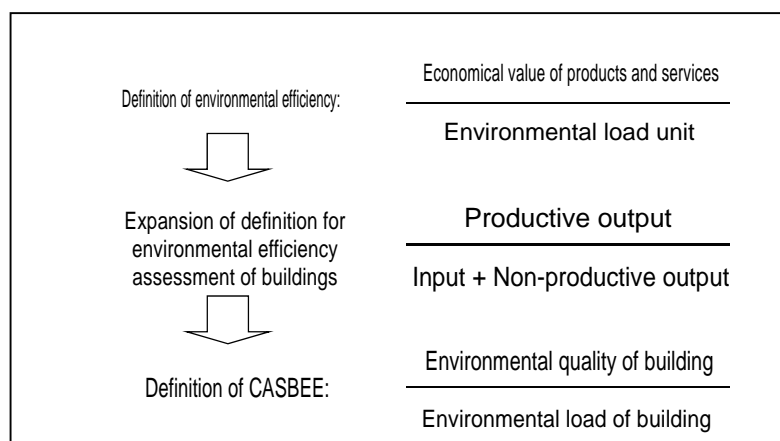 Economical value of products and services
Definition of environmental efficiency:
Environmental load unit
Expansion of definition for
environmental efficiency
assessment of buildings
Productive output
Input + Non-productive output
Environmental quality of building
Definition of CASBEE:
Environmental load of building